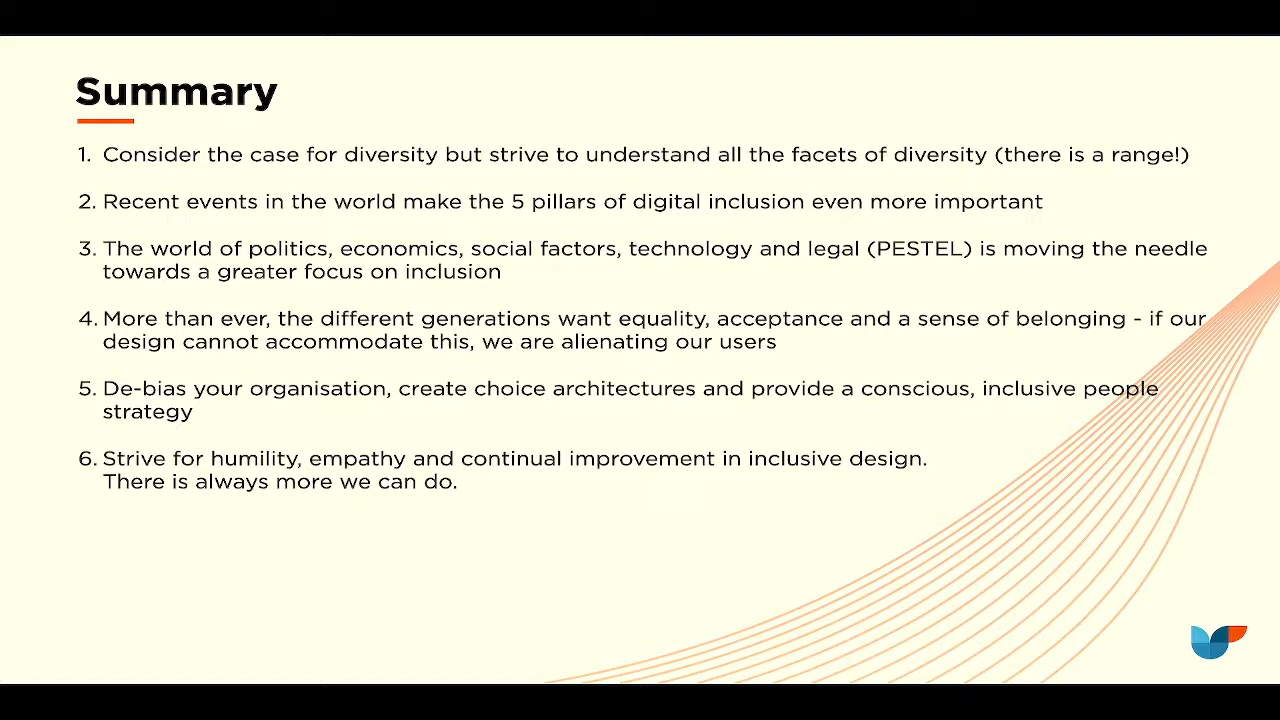 Summary
1. Consider the case for diversity but strive to understand all the facets of diversity (there is a range!)
2. Recent events in the world make the 5 pillars of digital inclusion even more important
3. The world of politics, economics, social factors, technology and legal (PESTEL) is moving the needle
towards a greater focus on inclusion
4. More than ever, the different generations want equality, acceptance and a sense of belonging - if our
design cannot accommodate this, we are alienating our users
5. De-bias your organisation, create choice architectures and provide a conscious, inclusive people
strategy
6. Strive for humility, empathy and continual improvement in inclusive design.
There is always more we can do.